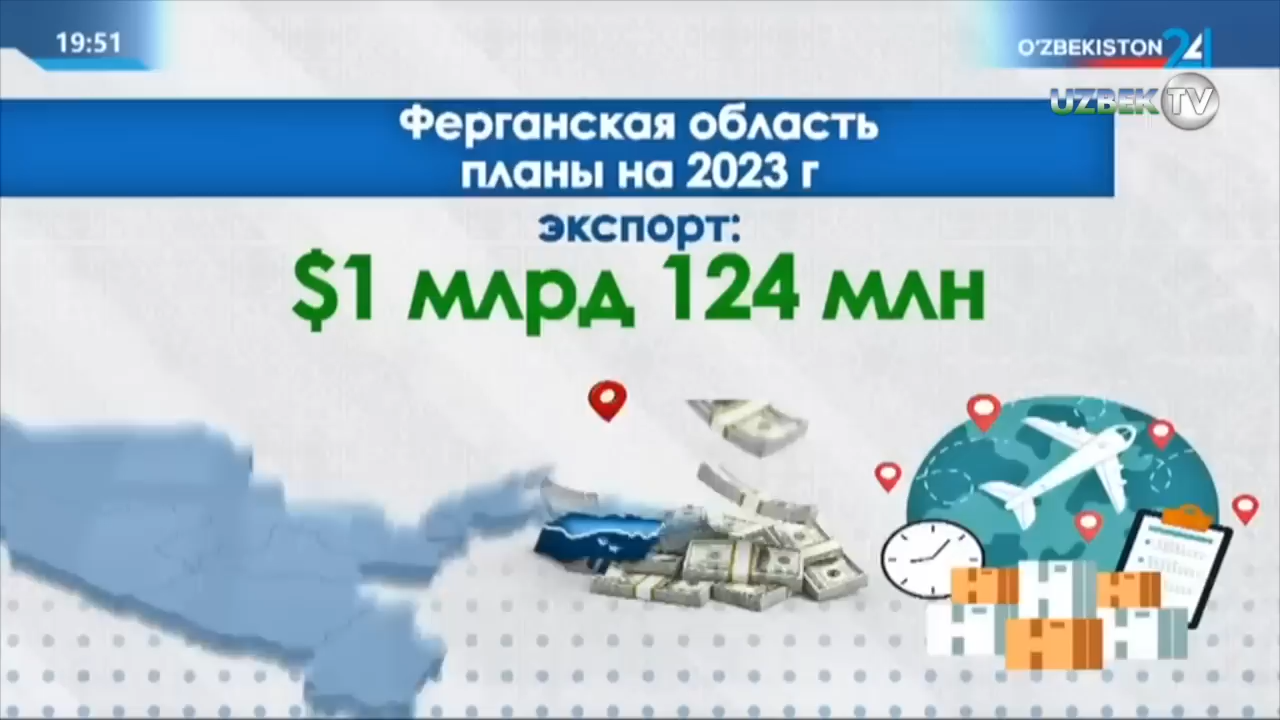 19:51
O'ZBEKISTON 24
UZBEK TV
Ферганская область
планы на 2023 г
экспорт:
$1 млрд 124 млн